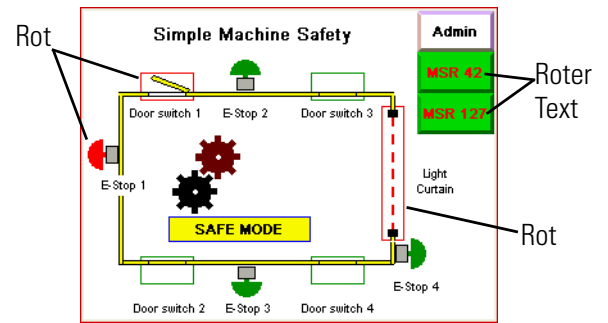 Rot
Simple Machine Safety
Admin
MSR 42
MSR 127
Roter
Text
Door switch 1
E-Stop 2
Door switch 3
E-Stop 1
Light
Curtain
SAFE MODE
Rot
E-Stop 4
Door switch 2
E-Stop 3
Door switch 4